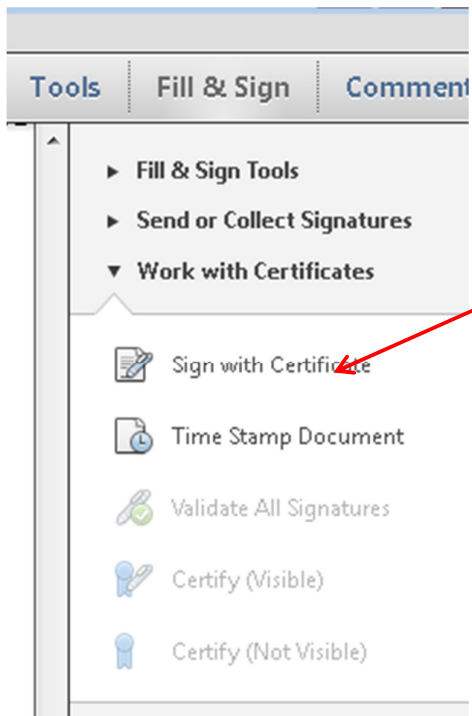 Tools Fill & Sign Comment
Fill & Sign Tools
Send or Collect Signatures
Work with Certificates
Sign with Certificate
Time Stamp Document
Validate All Signatures
Certify (Visible)
Certify (Not Visible)